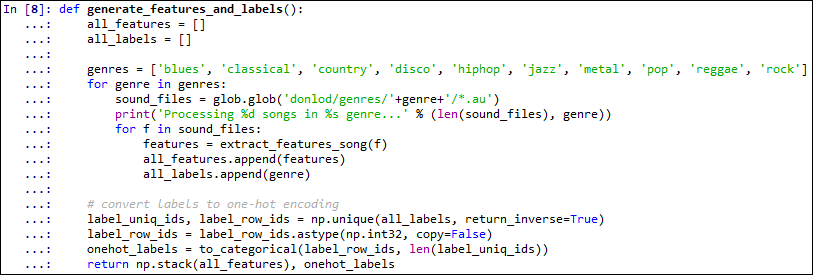 In [8]: def generate_features_and_labels():
   ...:     all_features = []
   ...:     all_labels = []
   ...:
   ...:     genres = ['blues', 'classical', 'country', 'disco', 'hiphop', 'jazz', 'metal', 'pop', 'reggae', 'rock']
   ...:     for genre in genres:
   ...:         sound_files = glob.glob('donlod/genres/'+genre+'/*.au')
   ...:         print('Processing %d songs in %s genre...' % (len(sound_files), genre))
   ...:         for f in sound_files:
   ...:             features = extract_features_song(f)
   ...:             all_features.append(features)
   ...:             all_labels.append(genre)
   ...:
   ...:     # convert labels to one-hot encoding
   ...:     label_uniq_ids, label_row_ids = np.unique(all_labels, return_inverse=True)
   ...:     label_row_ids = label_row_ids.astype(np.int32, copy=False)
   ...:     onehot_labels = to_categorical(label_row_ids, len(label_uniq_ids))
   ...:     return np.stack(all_features), onehot_labels